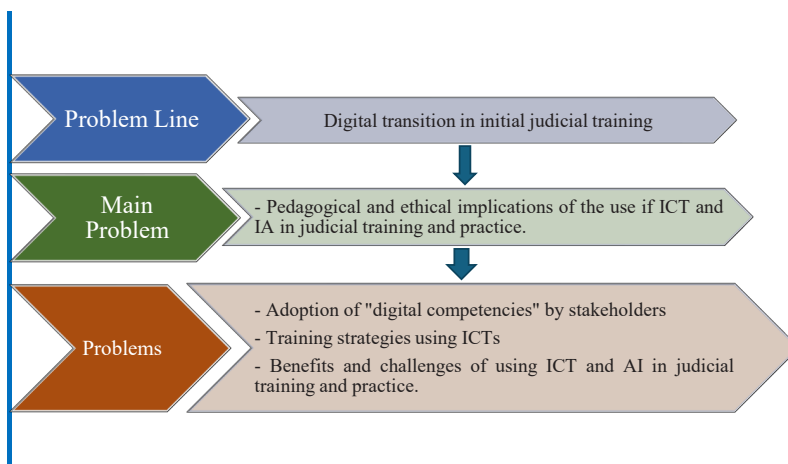 Problem Line
Digital transition in initial judicial training
Main
Problem
- Pedagogical and ethical implications of the use if ICT and
IA in judicial training and practice.
Problems
- Adoption of "digital competencies" by stakeholders
- Training strategies using ICTs
- Benefits and challenges of using ICT and AI in judicial
training and practice.